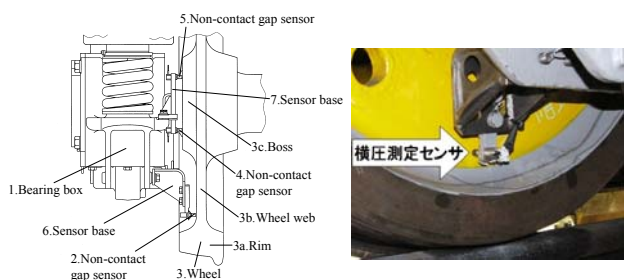 5.Non-contact gap sensor
7.Sensor base
3c.Boss
4.Non-contact
gap sensor
1.Bearing box
3b.Wheel web
6.Sensor base
3a.Rim
2.Non-contact
gap sensor
3.Wheel
横圧測定センサ